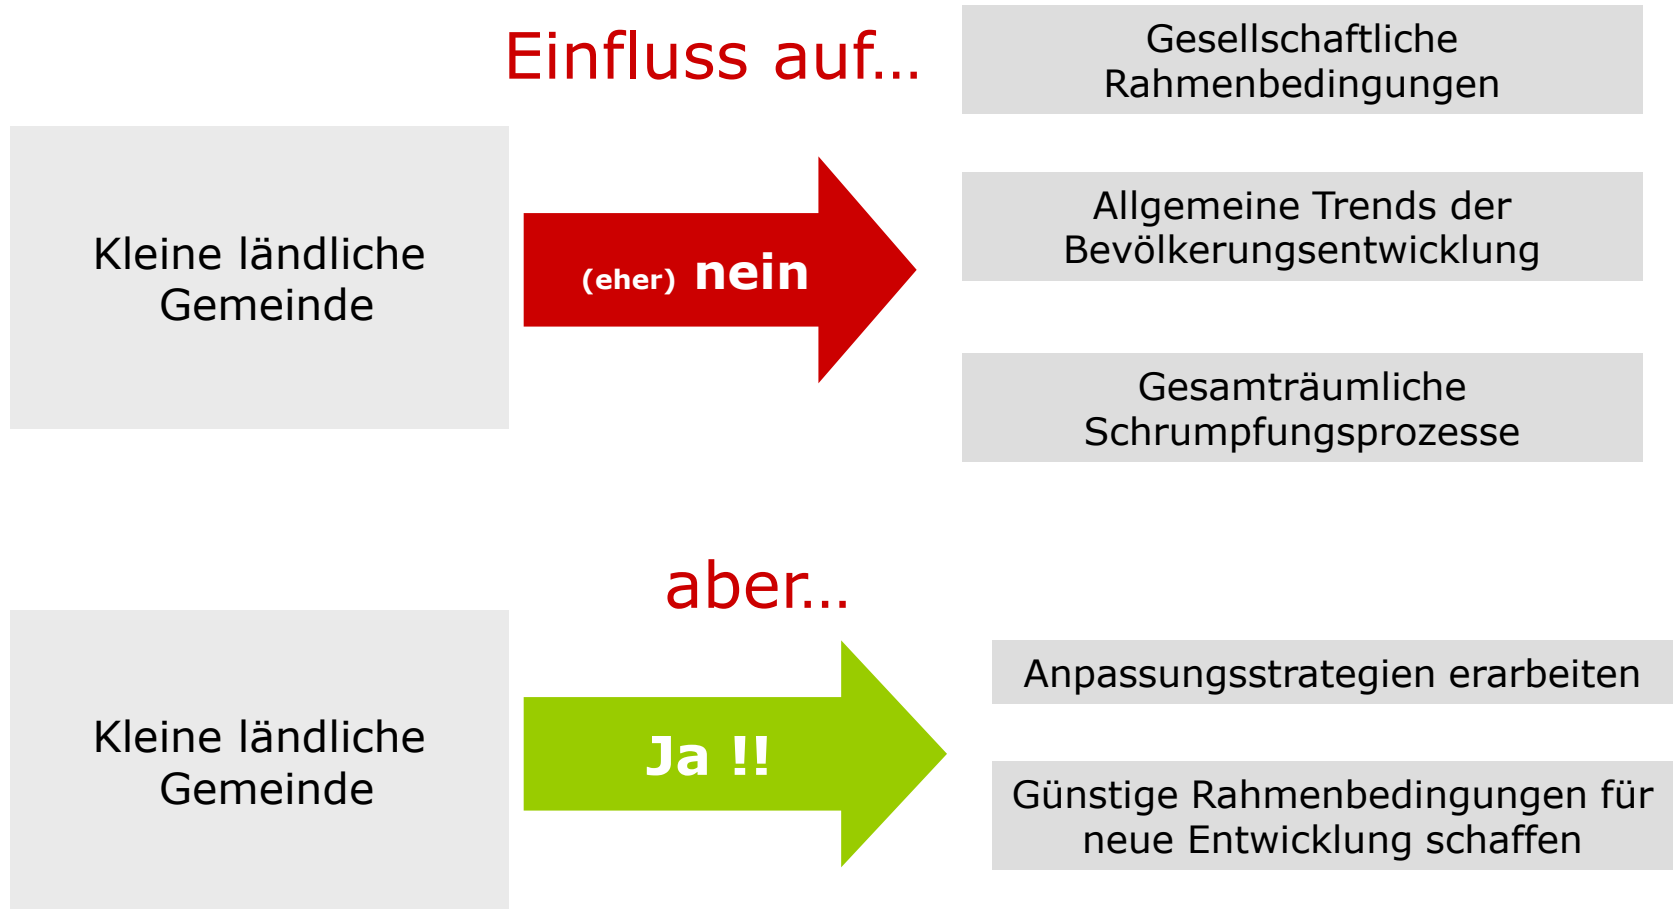 Einfluss auf...
Kleine ländliche
Gemeinde
(eher) nein
Gesellschaftliche
Rahmenbedingungen
Allgemeine Trends der
Bevölkerungsentwicklung
Gesamträumliche
Schrumpfungsprozesse
aber...
Kleine ländliche
Gemeinde
Ja !!
Anpassungsstrategien erarbeiten
Günstige Rahmenbedingungen für
neue Entwicklung schaffen